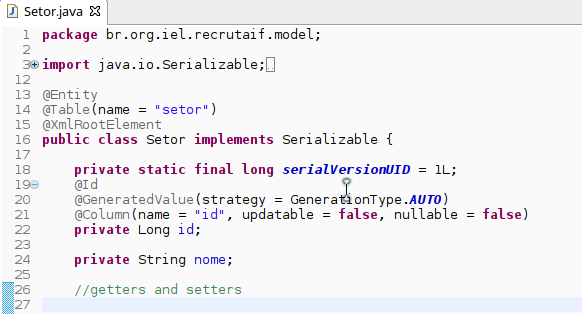 Setor.java
1 package br.org.iel.recrutaif.model;
2
3 import java.io.Serializable;
12
13 @Entity
14 @Table(name = "setor")
15 @XmlRootElement
16 public class Setor implements Serializable {
17
18 private static final long serialVersionUID = 1L;
19 @Id
20 @GeneratedValue(strategy = GenerationType.AUTO)
21 @Column(name = "id", updatable = false, nullable = false)
22 private Long id;
23
24 private String nome;
25
26 //getters and setters
27